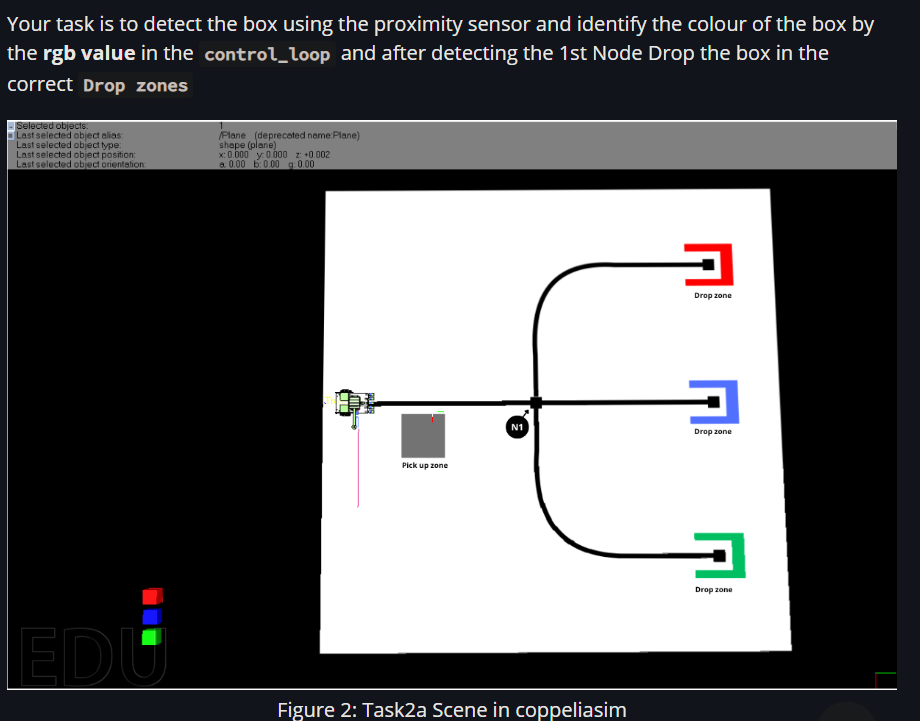 Your task is to detect the box using the proximity sensor and identify the colour of the box by
the rgb value in the control_loop and after detecting the 1st Node Drop the box in the
correct Drop zones
Selected objects: 1
Last selected object alias: /Plane (deprecated name:Plane)
Last selected object type: shape (plane)
Last selected object position: x: 0.000 y: 0.000 z: +0.002
Last selected object orientation: a: 0.00 b: 0.00 g: 0.00
Drop zone
N1
Drop zone
Pick up zone
Drop zone
EDU
Figure 2: Task2a Scene in coppeliasim